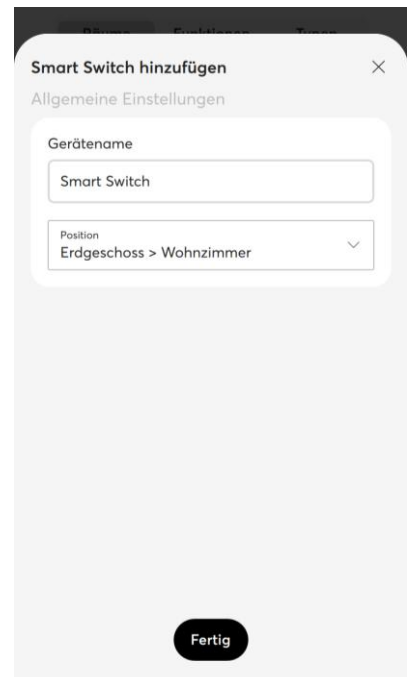 Smart Switch hinzufügen
Allgemeine Einstellungen
Gerätename
Smart Switch
Position
Erdgeschoss > Wohnzimmer
Fertig